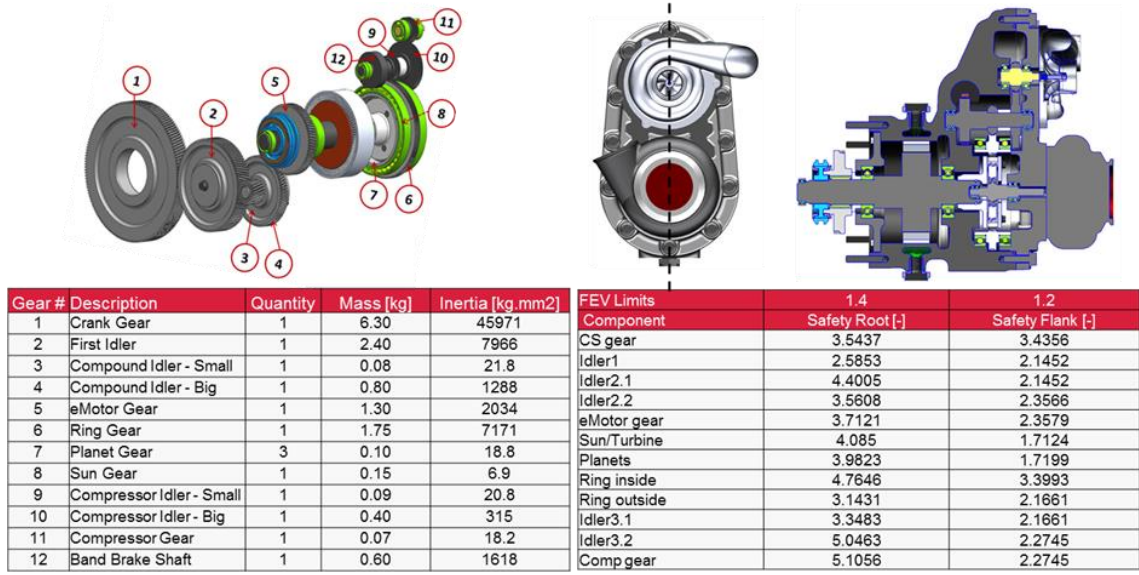 11
9
12
10
1
5
2
8
7
6
3
4
Gear # Description Quantity Mass [kg] Inertia [kg.mm2]
1 Crank Gear 1 6.30 45971
2 First Idler 1 2.40 7966
3 Compound Idler - Small 1 0.08 21.8
4 Compound Idler - Big 1 0.80 1288
5 eMotor Gear 1 1.30 2034
6 Ring Gear 1 1.75 7171
7 Planet Gear 3 0.10 18.8
8 Sun Gear 1 0.15 6.9
9 Compressor Idler - Small 1 0.09 20.8
10 Compressor Idler - Big 1 0.40 315
11 Compressor Gear 1 0.07 18.2
12 Band Brake Shaft 1 0.60 1618
FEV Limits 1.4 1.2
Component Safety Root [-] Safety Flank [-]
CS gear 3.5437 3.4356
Idler1 2.5853 2.1452
Idler2.1 4.4005 2.1452
Idler2.2 3.5608 2.3566
eMotor gear 3.7121 2.3579
Sun/Turbine 4.085 1.7124
Planets 3.9823 1.7199
Ring inside 4.7646 3.3993
Ring outside 3.1431 2.1661
Idler3.1 3.3483 2.1661
Idler3.2 5.0463 2.2745
Comp gear 5.1056 2.2745